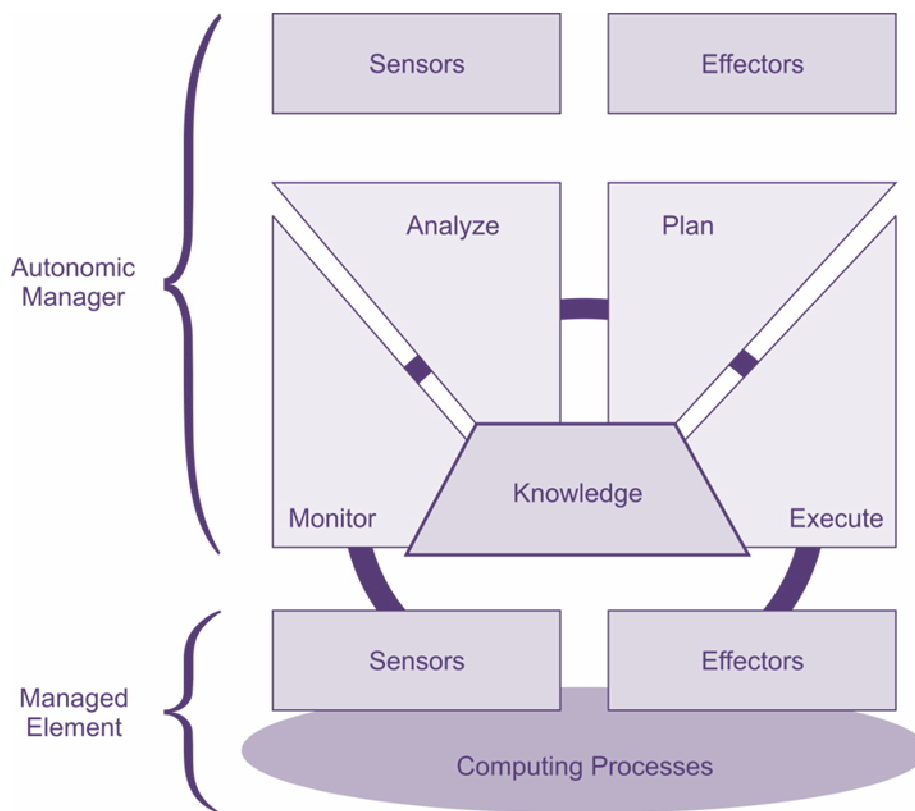 Sensors
Effectors
Analyze
Plan
Autonomic
Manager
Knowledge
Monitor
Execute
Sensors
Effectors
Managed
Element
Computing Processes